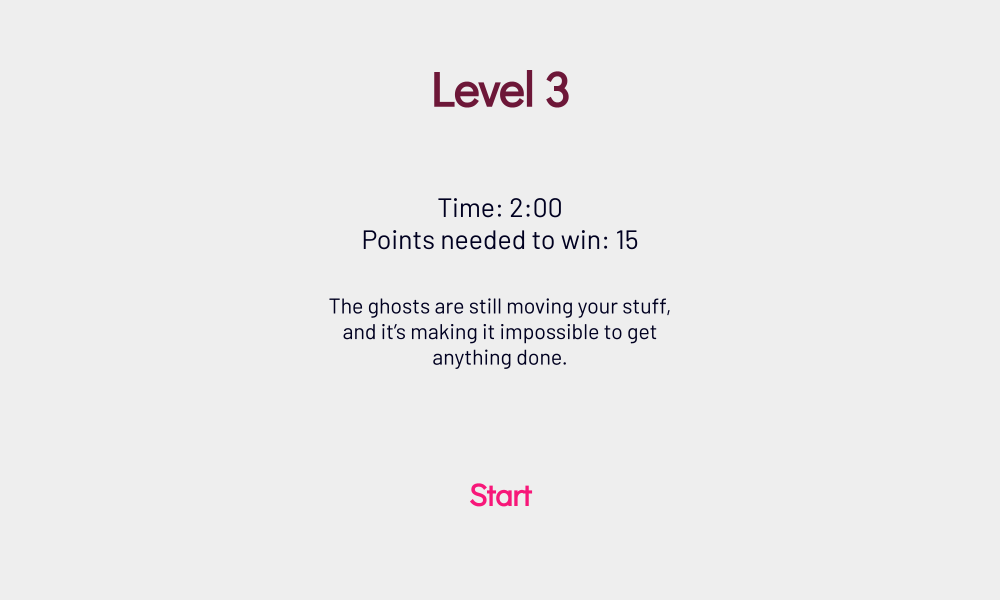 Level 3
Time: 2:00
Points needed to win: 15
The ghosts are still moving your stuff,
and it’s making it impossible to get
anything done.
Start